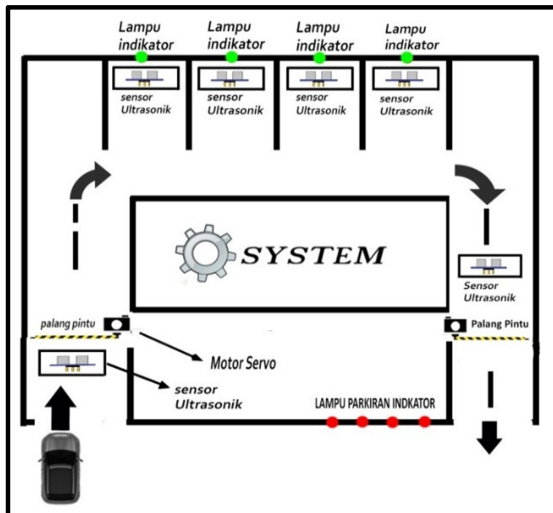 Lampu
indikator
Lampu
indikator
Lampu
indikator
Lampu
indikator
sensor
Ultrasonik
sensor
Ultrasonik
sensor
Ultrasonik
sensor
Ultrasonik
SYSTEM
Sensor
Ultrasonik
palang pintu
Palang Pintu
Motor Servo
sensor
Ultrasonik
LAMPU PARKIRAN INDKATOR